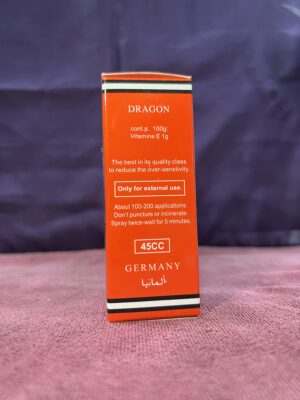 DRAGON
cont.p. 100g:
Vitamine E 1g
The best in its quality class
to reduce the over-senstivity.
Only for external use.
About 100-200 applications.
Don't puncture or incinerate.
Spray twice-wait for 5 minutes.
45CC
GERMANY
ألمانيا